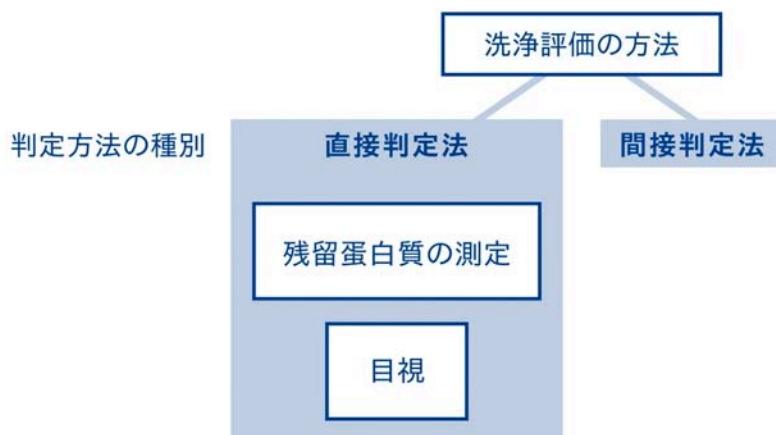 洗浄評価の方法
判定方法の種別
直接判定法
間接判定法
残留蛋白質の測定
目視